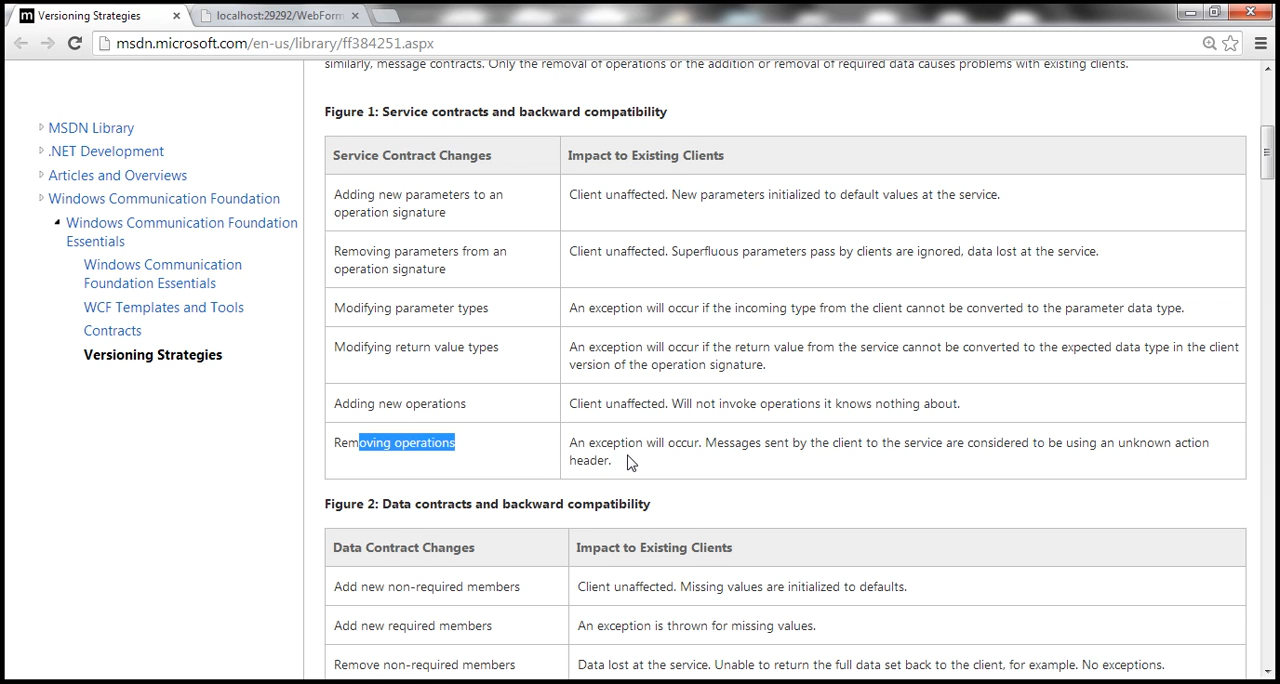 Versioning Strategies
localhost:29292/WebForm
msdn.microsoft.com/en-us/library/ff384251.aspx
similarly, message contracts. Only the removal of operations or the addition or removal of required data causes problems with existing clients.
MSDN Library
.NET Development
Articles and Overviews
Windows Communication Foundation
Windows Communication Foundation
Essentials
Windows Communication
Foundation Essentials
WCF Templates and Tools
Contracts
Versioning Strategies
Figure 1: Service contracts and backward compatibility
Service Contract Changes
Impact to Existing Clients
Adding new parameters to an
operation signature
Client unaffected. New parameters initialized to default values at the service.
Removing parameters from an
operation signature
Client unaffected. Superfluous parameters pass by clients are ignored, data lost at the service.
Modifying parameter types
An exception will occur if the incoming type from the client cannot be converted to the parameter data type.
Modifying return value types
An exception will occur if the return value from the service cannot be converted to the expected data type in the client
version of the operation signature.
Adding new operations
Client unaffected. Will not invoke operations it knows nothing about.
Removing operations
An exception will occur. Messages sent by the client to the service are considered to be using an unknown action
header.
Figure 2: Data contracts and backward compatibility
Data Contract Changes
Impact to Existing Clients
Add new non-required members
Client unaffected. Missing values are initialized to defaults.
Add new required members
An exception is thrown for missing values.
Remove non-required members
Data lost at the service. Unable to return the full data set back to the client, for example. No exceptions.